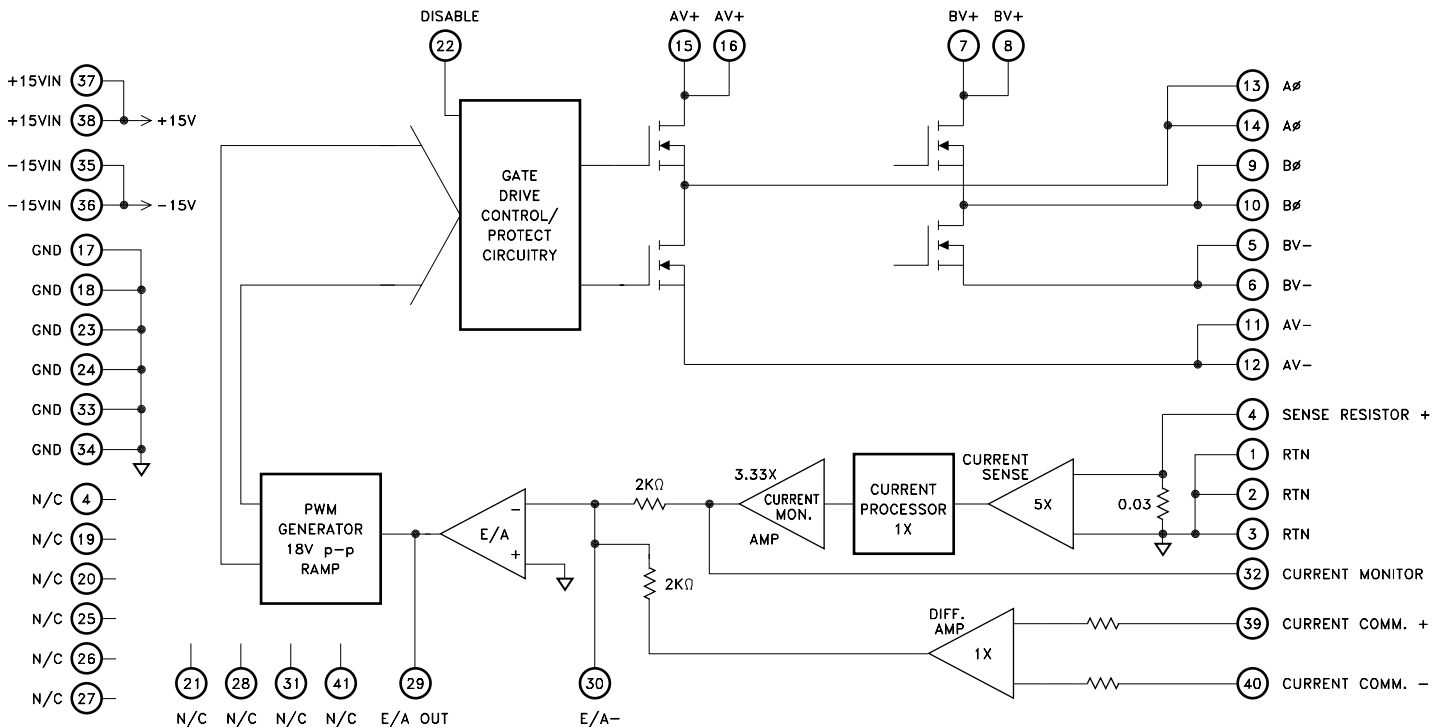 DISABLE
22
AV+ AV+
15 16
BV+ BV+
7 8
+15VIN 37
+15VIN 38 +15V
-15VIN 35
-15VIN 36 -15V
GND 17
GND 18
GND 23
GND 24
GND 33
GND 34
N/C 4
N/C 19
N/C 20
N/C 25
N/C 26
N/C 27
GATE
DRIVE
CONTROL/
PROTECT
CIRCUITRY
13 AØ
14 AØ
9 BØ
10 BØ
5 BV-
6 BV-
11 AV-
12 AV-
4 SENSE RESISTOR +
1 RTN
2 RTN
3 RTN
32 CURRENT MONITOR
39 CURRENT COMM. +
40 CURRENT COMM. -
PWM
GENERATOR
18V p-p
RAMP
E/A
-
+
2KΩ
2KΩ
3.33X
CURRENT
MON.
AMP
CURRENT
PROCESSOR
1X
CURRENT
SENSE
5X
0.03
DIFF.
AMP
1X
21 28 31 41 29 30
N/C N/C N/C N/C E/A OUT E/A-